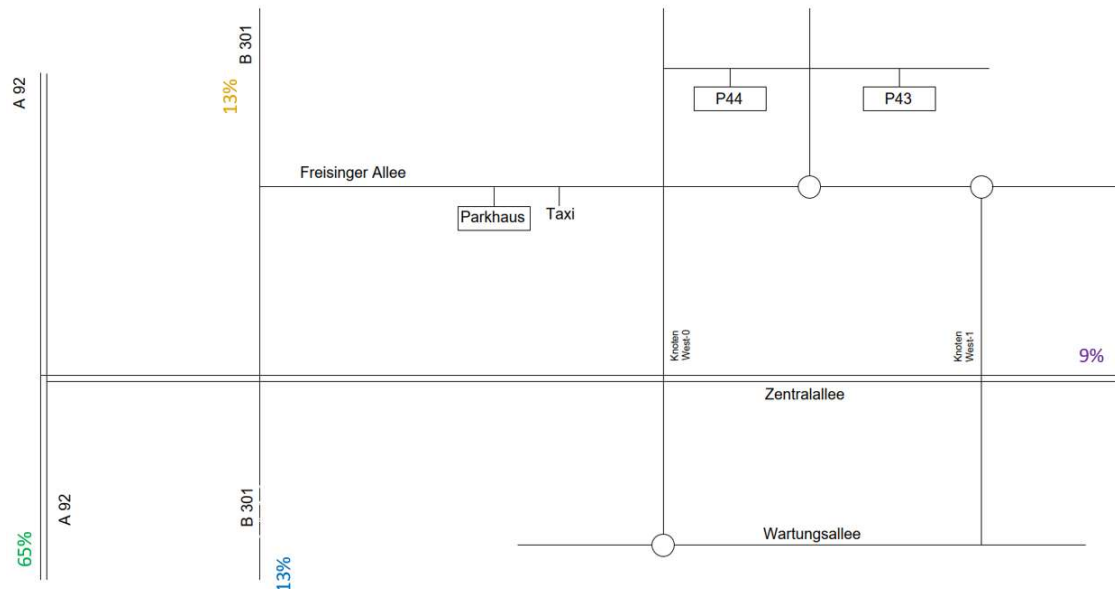 B 301
A 92
13%
P44
P43
Freisinger Allee
Parkhaus
Taxi
Knoten
West-0
Knoten
West-1
9%
Zentralallee
A 92
B 301
65%
13%
Wartungsallee